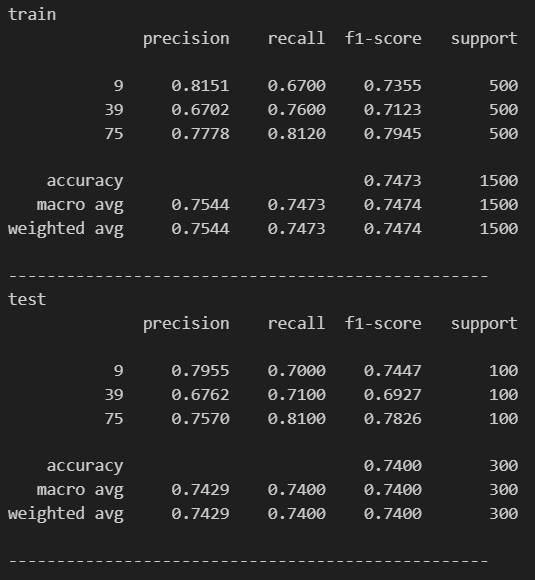 train
              precision    recall  f1-score   support

           9     0.8151    0.6700    0.7355       500
          39     0.6702    0.7600    0.7123       500
          75     0.7778    0.8120    0.7945       500

    accuracy                         0.7473      1500
   macro avg     0.7544    0.7473    0.7474      1500
weighted avg     0.7544    0.7473    0.7474      1500

--------------------------------------------------
test
              precision    recall  f1-score   support

           9     0.7955    0.7000    0.7447       100
          39     0.6762    0.7100    0.6927       100
          75     0.7570    0.8100    0.7826       100

    accuracy                         0.7400       300
   macro avg     0.7429    0.7400    0.7400       300
weighted avg     0.7429    0.7400    0.7400       300

--------------------------------------------------